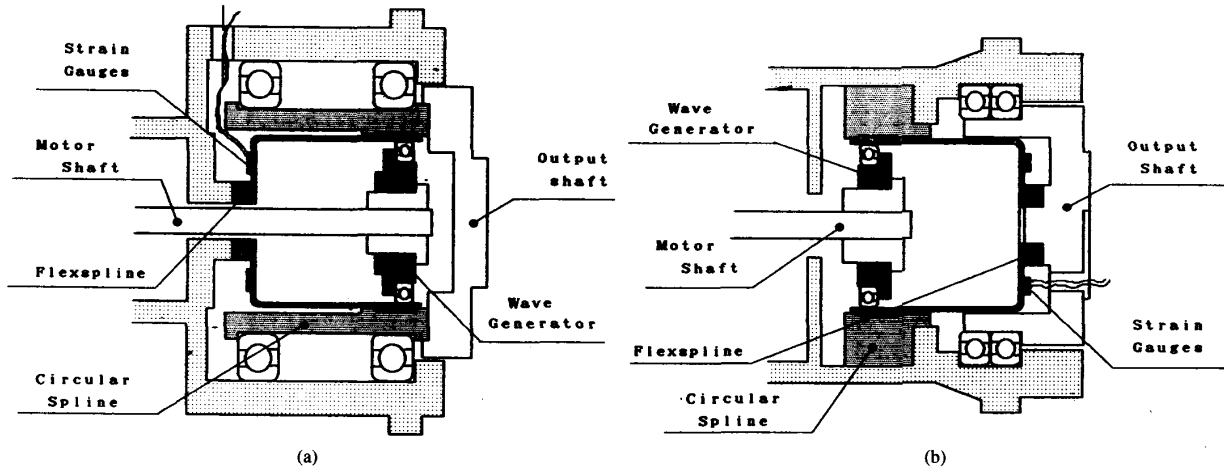 Strain
Gauges
Motor
Shaft
Flexspline
Circular
Spline
Output
shaft
Wave
Generator
(a)
Wave
Generator
Motor
Shaft
Flexspline
Circular
Spline
Output
Shaft
Strain
Gauges
(b)